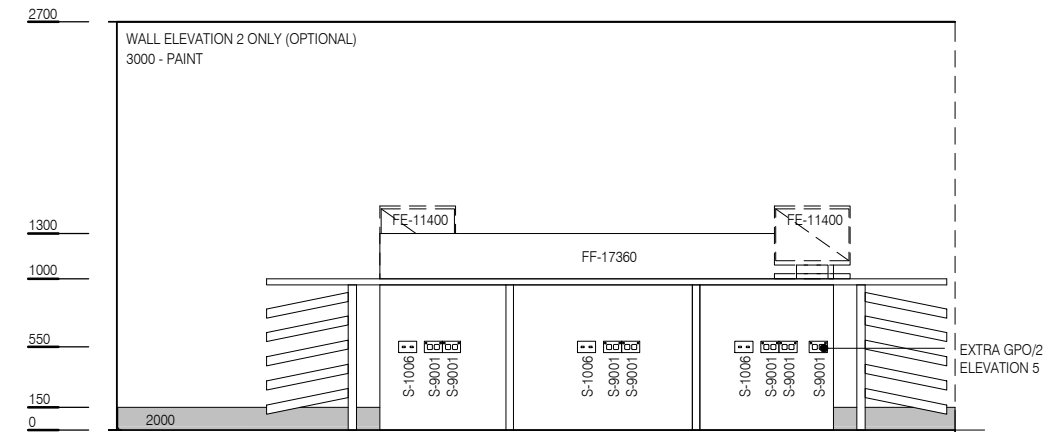 2700
WALL ELEVATION 2 ONLY (OPTIONAL)
3000 - PAINT
FE-11400
FE-11400
1300
FF-17360
1000
550
S-1006
S-9001
S-9001
S-1006
S-9001
S-9001
S-1006
S-9001
S-9001
S-9001
EXTRA GPO/2
ELEVATION 5
150
2000
0